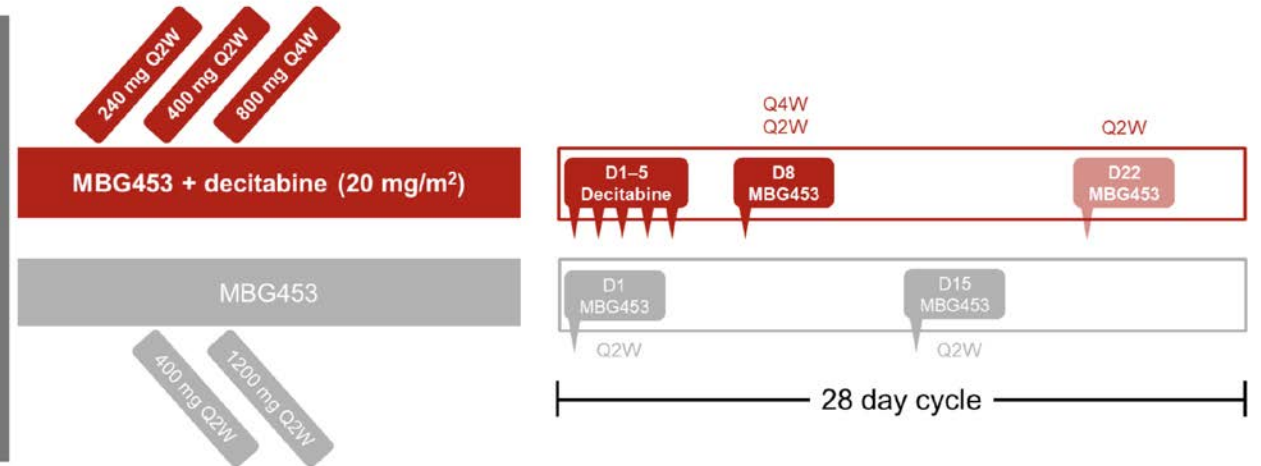 240 mg Q2W
400 mg Q2W
800 mg Q4W
MBG453 + decitabine (20 mg/m²)
Q4W
Q2W
Q2W
D1–5
Decitabine
D8
MBG453
D22
MBG453
MBG453
D1
MBG453
D15
MBG453
Q2W
Q2W
400 mg Q2W
1200 mg Q2W
28 day cycle